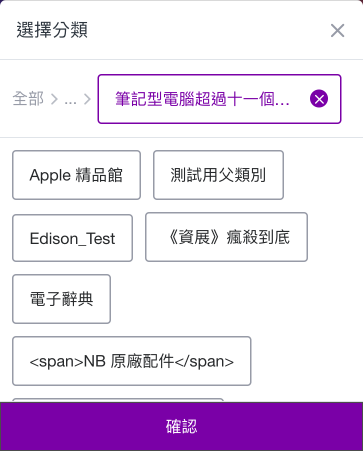 選擇分類
全部 > ... > 筆記型電腦超過十一個...
Apple 精品館 測試用父類別
Edison_Test 《資展》瘋殺到底
電子辭典
<span>NB 原廠配件</span>
確認